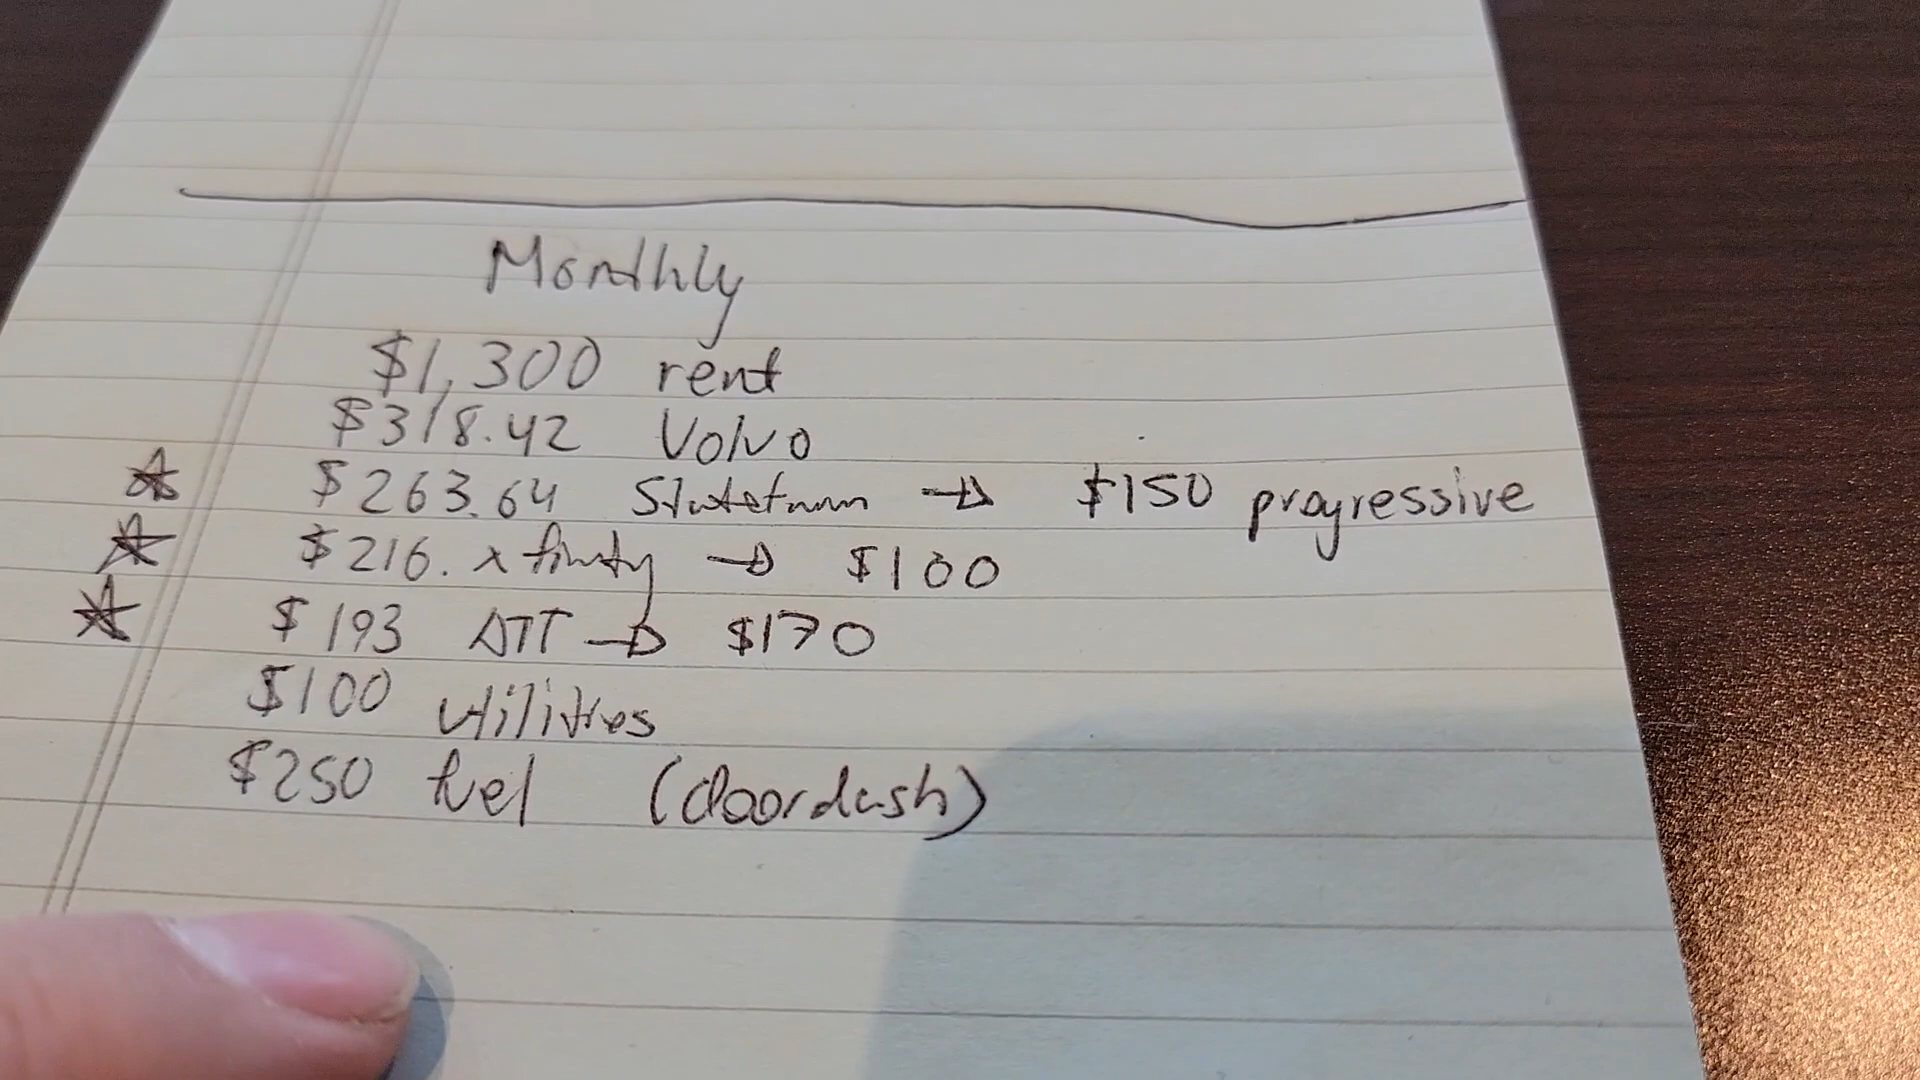 Monthly
$1,300 rent
$318.42 Volvo
☆ $263.64 Statefarm → $150 progressive
☆ $216. xfinity → $100
☆ $193 ATT → $170
$100 utilities
$250 fuel (doordash)